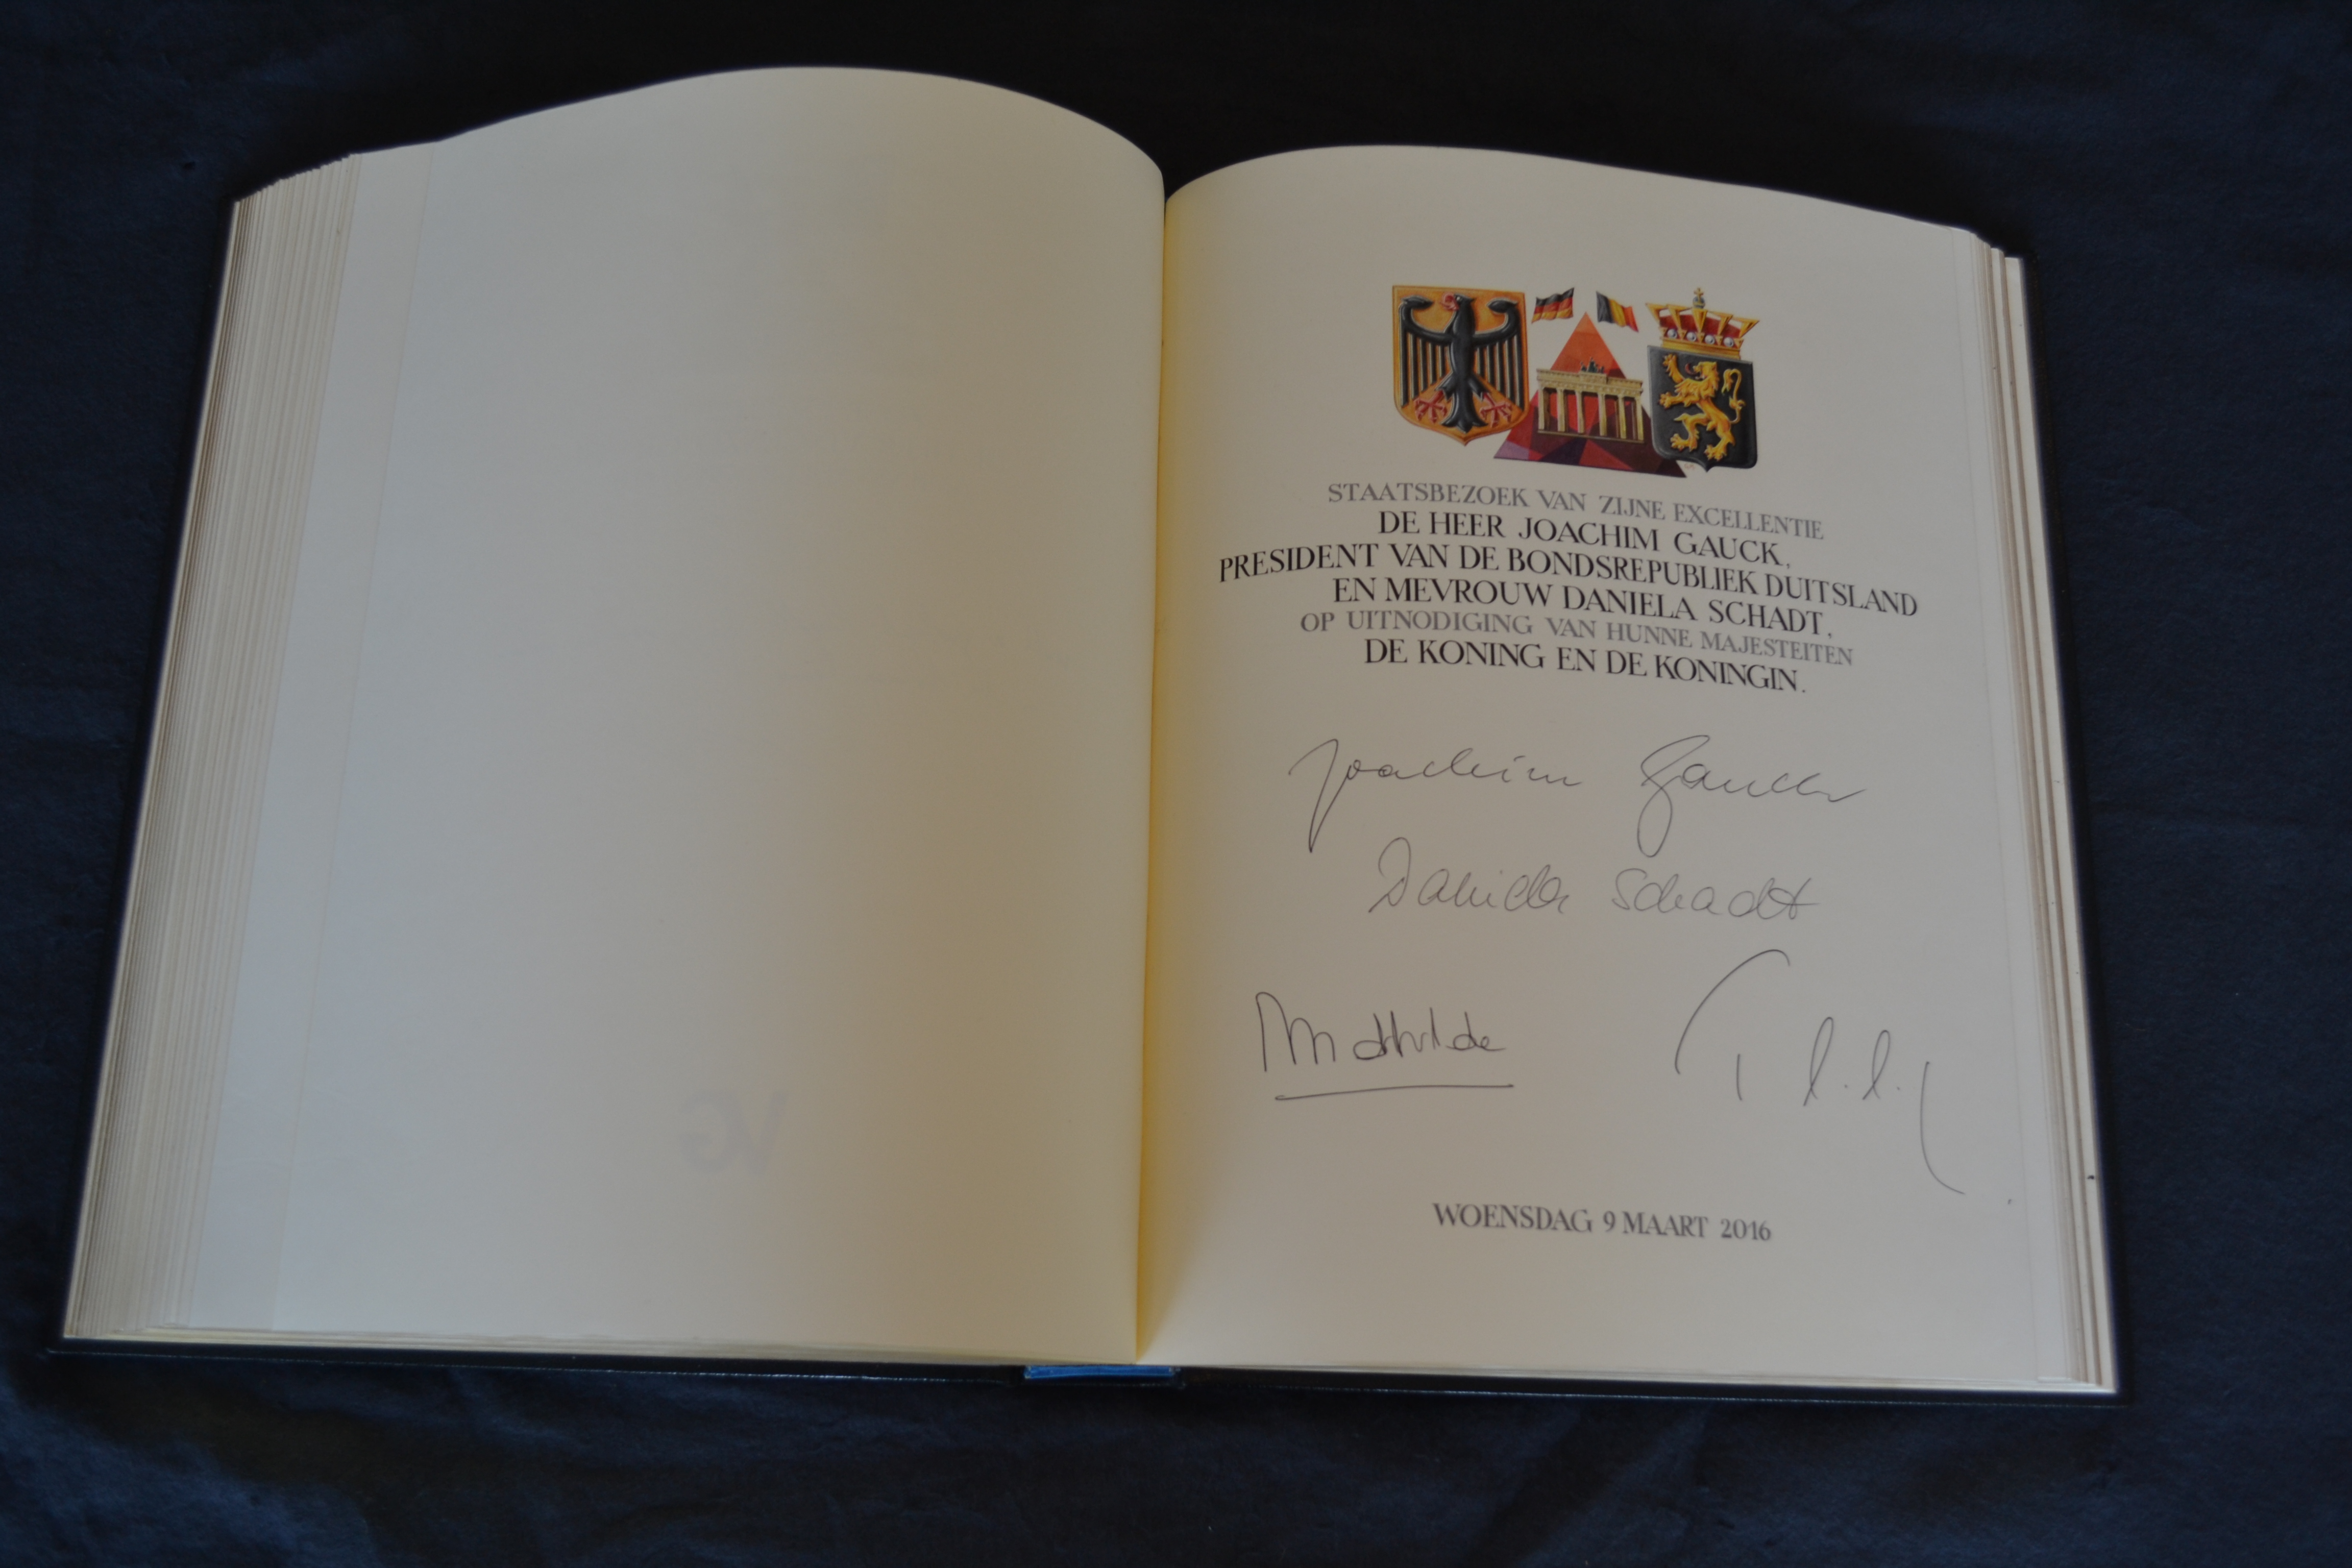 STAATSBEZOEK VAN ZIJNE EXCELLENTIE
DE HEER JOACHIM GAUCK,
PRESIDENT VAN DE BONDSREPUBLIEK DUITSLAND
EN MEVROUW DANIELA SCHADT,
OP UITNODIGING VAN HUNNE MAJESTEITEN
DE KONING EN DE KONINGIN.
Joachim Gauck
Daniela Schadt
Mathilde
WOENSDAG 9 MAART 2016